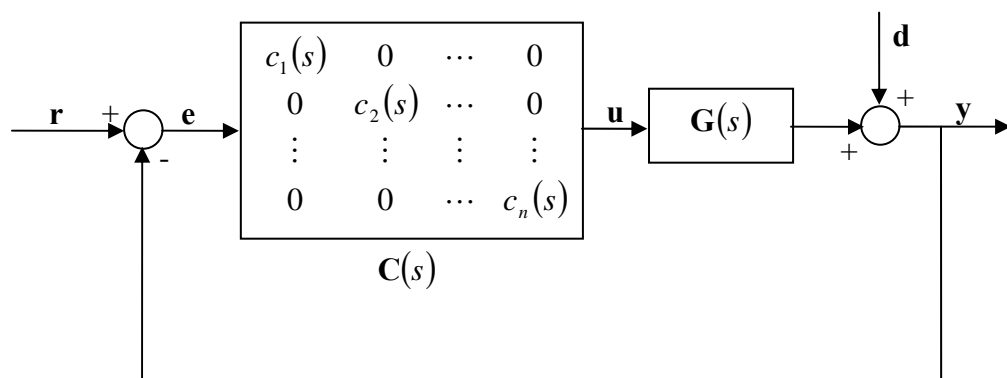 c₁(s) 0 ⋯ 0
0 c₂(s) ⋯ 0
⋮ ⋮ ⋮ ⋮
0 0 ⋯ cₙ(s)
C(s)
r + - e
u
G(s)
d
+ +
y